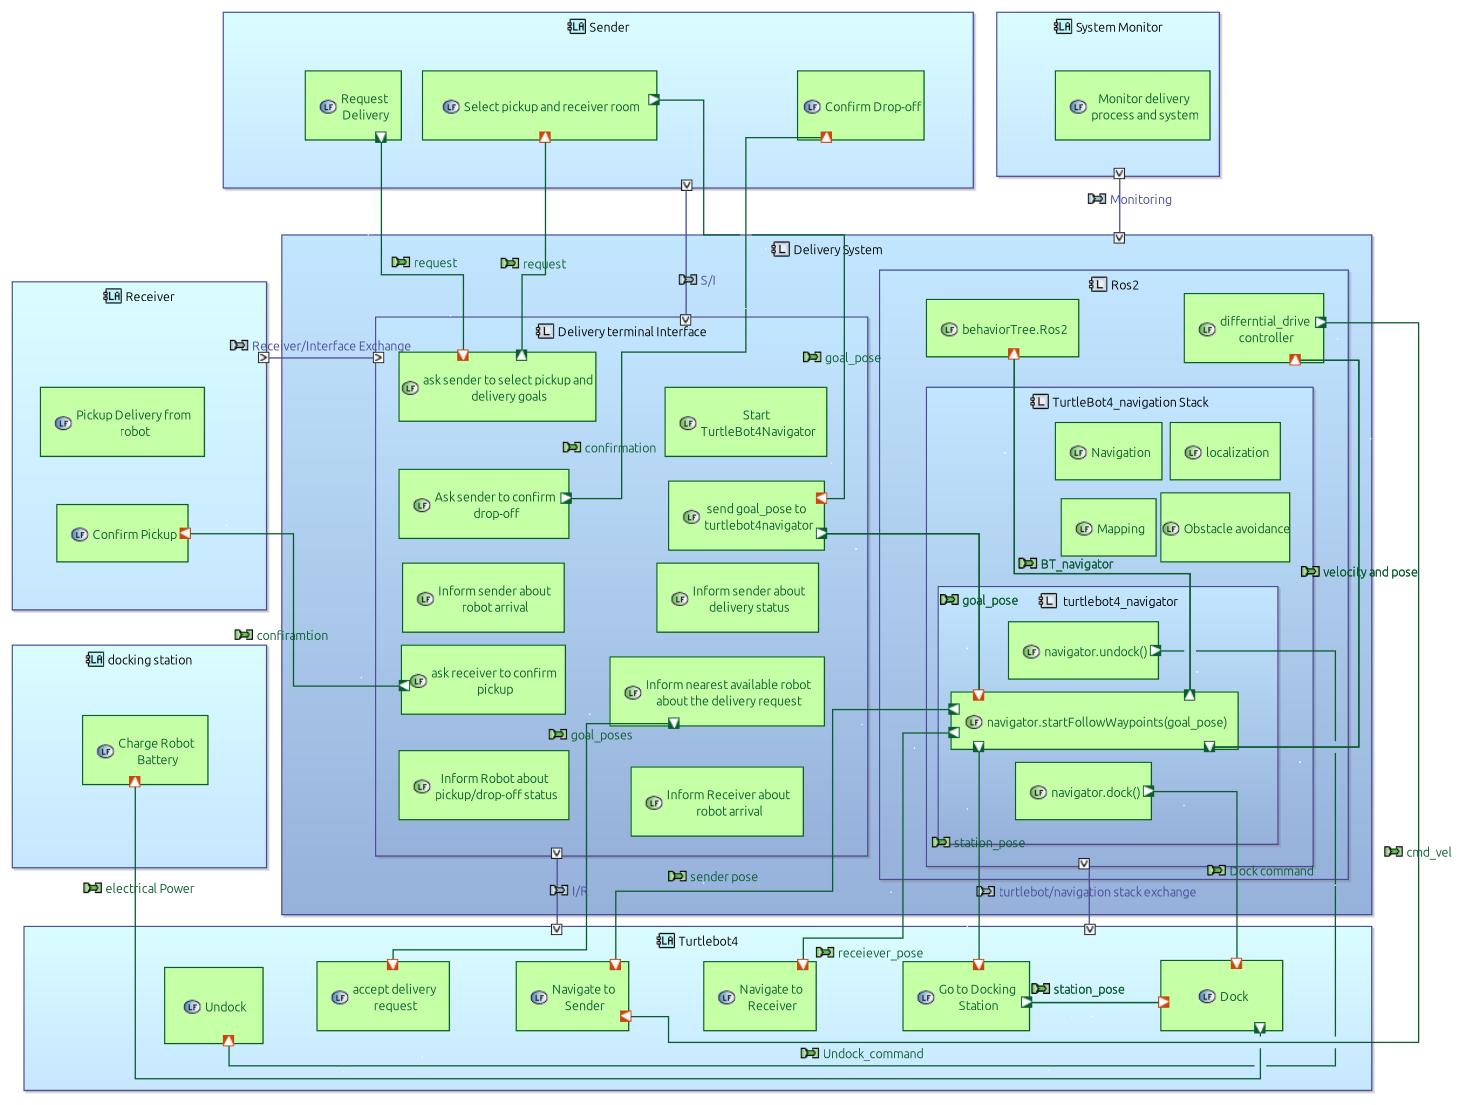 Sender
System Monitor
Request
Delivery
Select pickup and receiver room
Confirm Drop-off
Monitor delivery
process and system
Monitoring
Delivery System
request
request
S/I
Ros2
Receiver
Delivery terminal Interface
behaviorTree.Ros2
differntial_drive
controller
Receiver/Interface Exchange
goal_pose
ask sender to select pickup and
delivery goals
Pickup Delivery from
robot
Start
TurtleBot4Navigator
TurtleBot4_navigation Stack
confirmation
Navigation
localization
Ask sender to confirm
drop-off
send goal_pose to
turtlebot4navigator
Mapping
Obstacle avoidance
Confirm Pickup
BT_navigator
velocity and pose
Inform sender about
robot arrival
Inform sender about
delivery status
goal_pose
turtlebot4_navigator
confiramtion
docking station
navigator.undock()
ask receiver to confirm
pickup
Inform nearest available robot
about the delivery request
navigator.startFollowWaypoints(goal_pose)
goal_poses
Charge Robot
Battery
Inform Robot about
pickup/drop-off status
Inform Receiver about
robot arrival
navigator.dock()
station_pose
cmd_vel
Dock command
electrical Power
I/R
sender pose
turtlebot/navigation stack exchange
Turtlebot4
receiever_pose
Undock
accept delivery
request
Navigate to
Sender
Navigate to
Receiver
Go to Docking
Station
station_pose
Dock
Undock_command